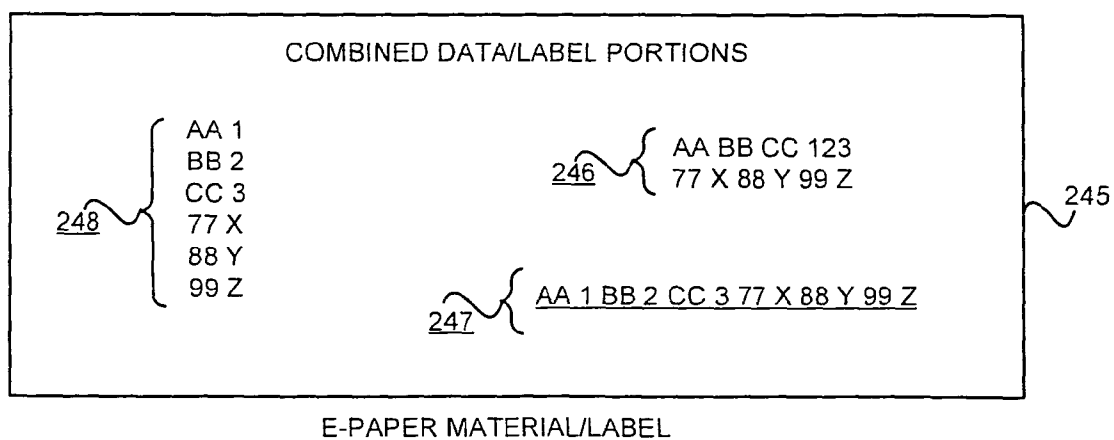 COMBINED DATA/LABEL PORTIONS
AA 1
BB 2
CC 3
77 X
88 Y
99 Z
248
AA BB CC 123
77 X 88 Y 99 Z
246
245
AA 1 BB 2 CC 3 77 X 88 Y 99 Z
247
E-PAPER MATERIAL/LABEL